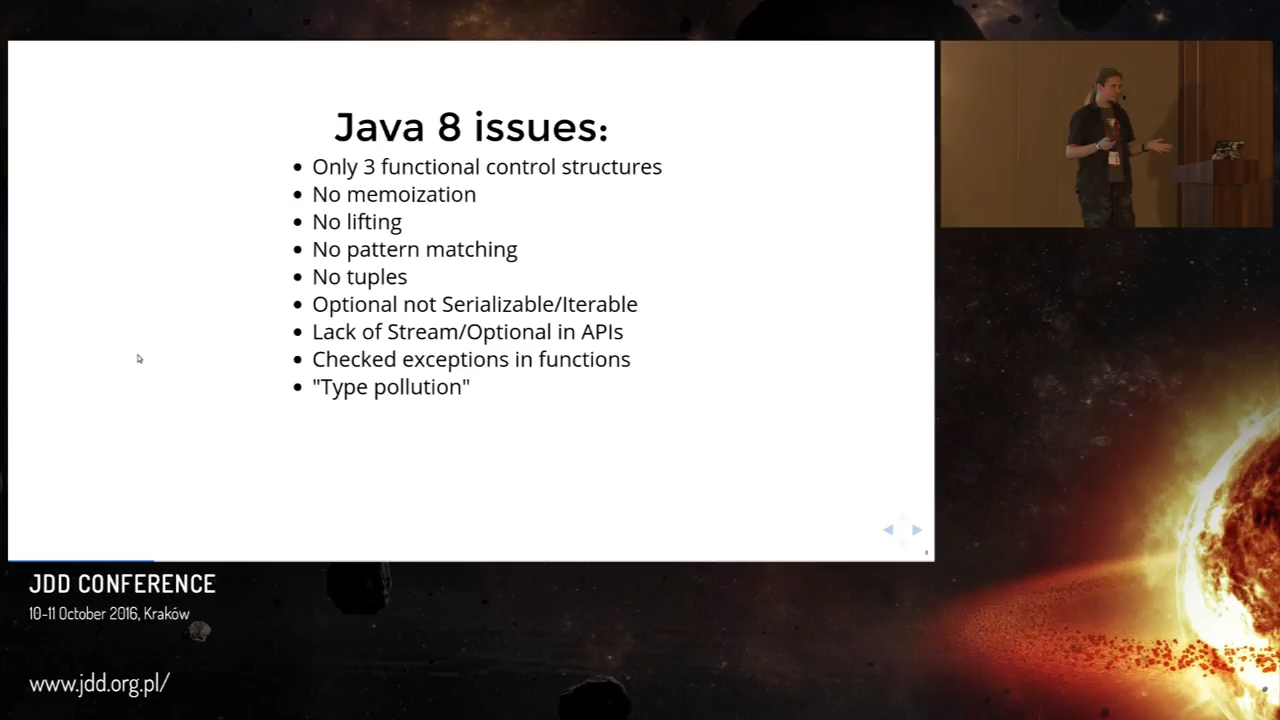 Java 8 issues:
Only 3 functional control structures
No memoization
No lifting
No pattern matching
No tuples
Optional not Serializable/Iterable
Lack of Stream/Optional in APIs
Checked exceptions in functions
"Type pollution"
JDD CONFERENCE
10-11 October 2016, Kraków
www.jdd.org.pl/